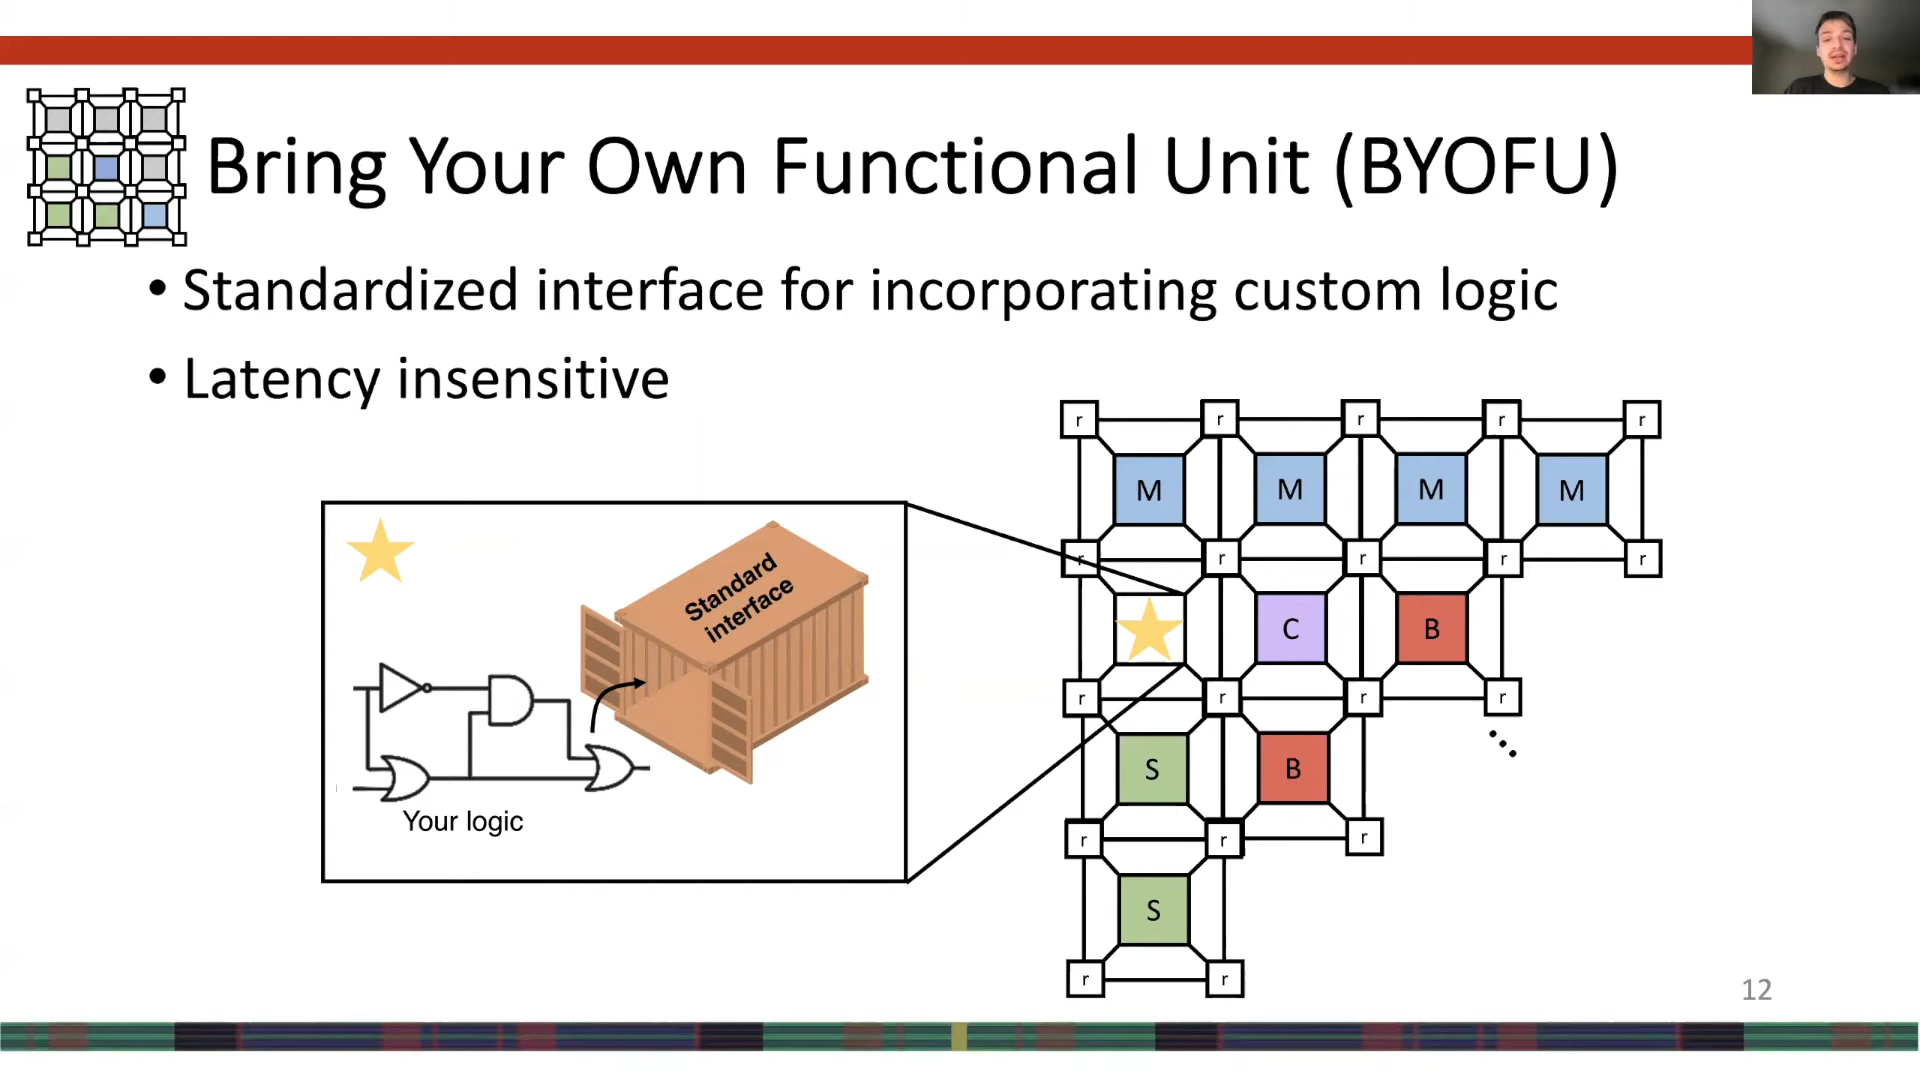 Bring Your Own Functional Unit (BYOFU)
• Standardized interface for incorporating custom logic
• Latency insensitive
Standard
interface
Your logic
r r r r r
M M M M
r r r r r
C B
r r r r
S B
r r r
S
r r
12